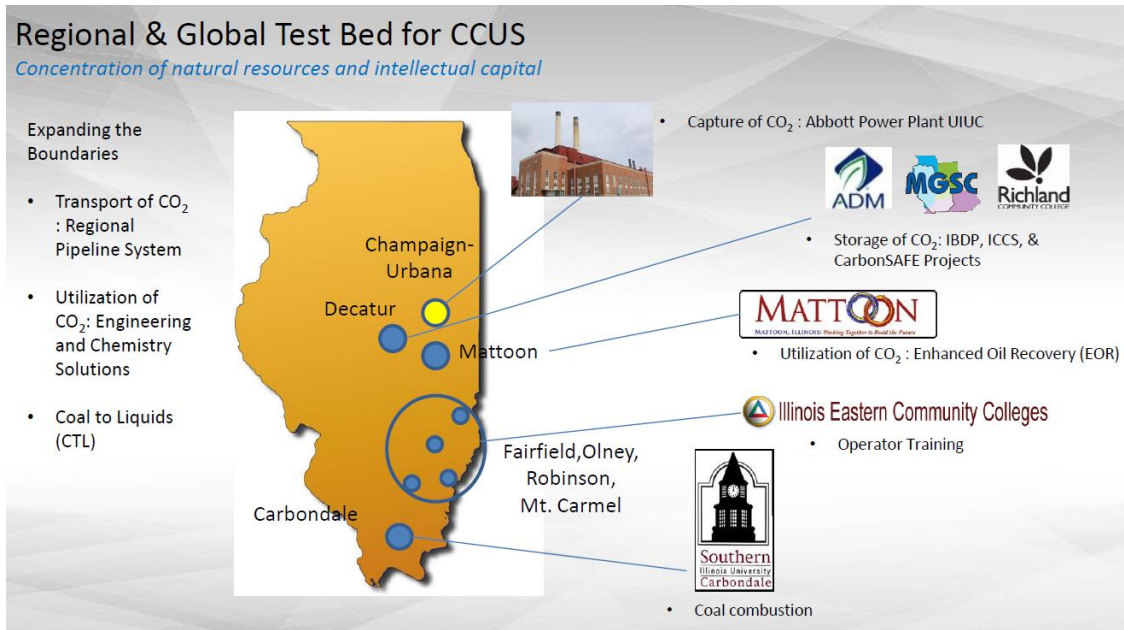 Regional & Global Test Bed for CCUS
Concentration of natural resources and intellectual capital
Expanding the
Boundaries
• Transport of CO₂
: Regional
Pipeline System
• Utilization of
CO₂: Engineering
and Chemistry
Solutions
• Coal to Liquids
(CTL)
Champaign-
Urbana
Decatur
Mattoon
Fairfield,Olney,
Robinson,
Mt. Carmel
Carbondale
• Capture of CO₂ : Abbott Power Plant UIUC
ADM
MGSC
Richland
COMMUNITY COLLEGE
• Storage of CO₂: IBDP, ICCS, &
CarbonSAFE Projects
MATTOON
MATTOON, ILLINOIS: Working Together to Build the Future
• Utilization of CO₂ : Enhanced Oil Recovery (EOR)
Illinois Eastern Community Colleges
• Operator Training
Southern
Illinois University
Carbondale
• Coal combustion